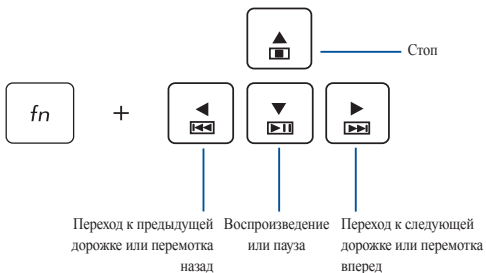 Стоп
fn
+
Переход к предыдущей
дорожке или перемотка
назад
Воспроизведение
или пауза
Переход к следующей
дорожке или перемотка
вперед